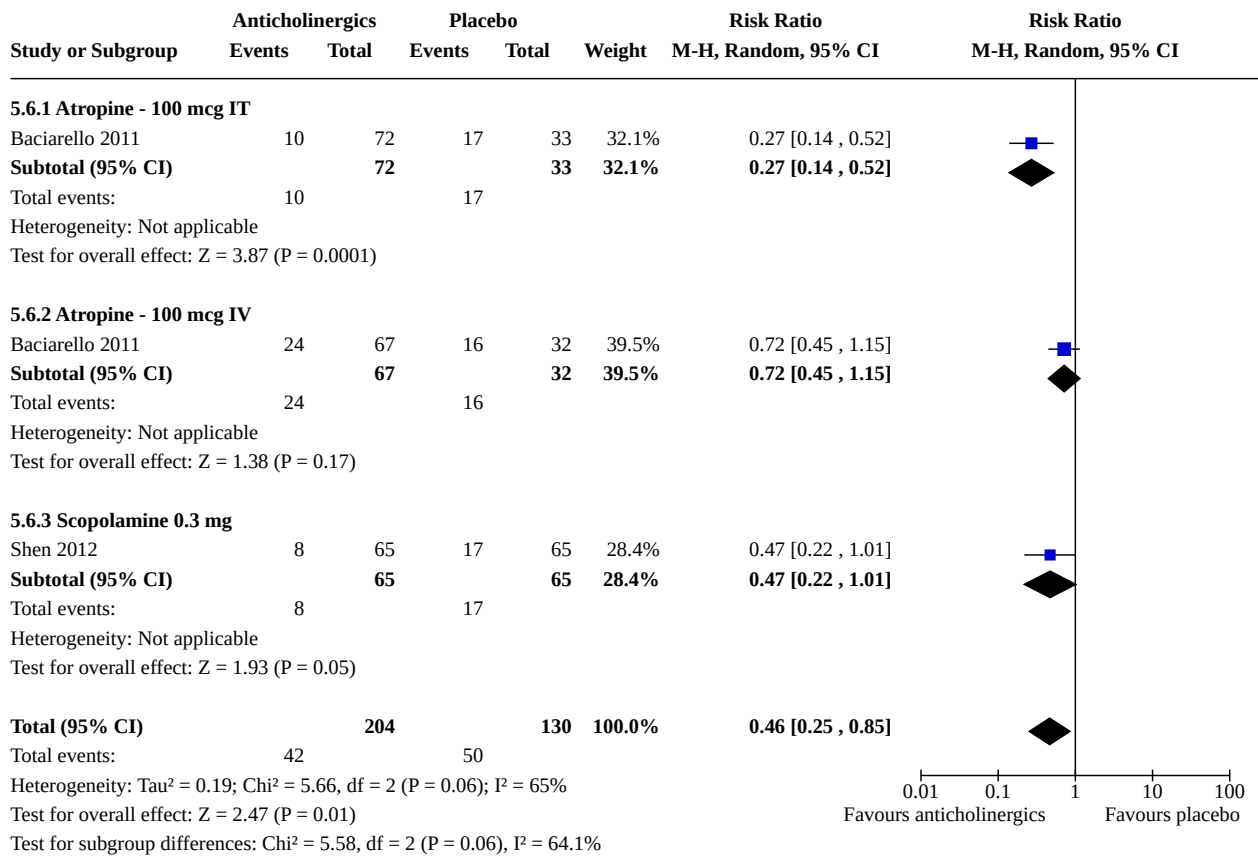 Anticholinergics Placebo Risk Ratio Risk Ratio
Study or Subgroup Events Total Events Total Weight M-H, Random, 95% CI M-H, Random, 95% CI
5.6.1 Atropine - 100 mcg IT
Baciarello 2011 10 72 17 33 32.1% 0.27 [0.14 , 0.52]
Subtotal (95% CI) 72 33 32.1% 0.27 [0.14 , 0.52]
Total events: 10 17
Heterogeneity: Not applicable
Test for overall effect: Z = 3.87 (P = 0.0001)
5.6.2 Atropine - 100 mcg IV
Baciarello 2011 24 67 16 32 39.5% 0.72 [0.45 , 1.15]
Subtotal (95% CI) 67 32 39.5% 0.72 [0.45 , 1.15]
Total events: 24 16
Heterogeneity: Not applicable
Test for overall effect: Z = 1.38 (P = 0.17)
5.6.3 Scopolamine 0.3 mg
Shen 2012 8 65 17 65 28.4% 0.47 [0.22 , 1.01]
Subtotal (95% CI) 65 65 28.4% 0.47 [0.22 , 1.01]
Total events: 8 17
Heterogeneity: Not applicable
Test for overall effect: Z = 1.93 (P = 0.05)
Total (95% CI) 204 130 100.0% 0.46 [0.25 , 0.85]
Total events: 42 50
Heterogeneity: Tau² = 0.19; Chi² = 5.66, df = 2 (P = 0.06); I² = 65%
0.01 0.1 1 10 100
Test for overall effect: Z = 2.47 (P = 0.01)
Favours anticholinergics Favours placebo
Test for subgroup differences: Chi² = 5.58, df = 2 (P = 0.06), I² = 64.1%